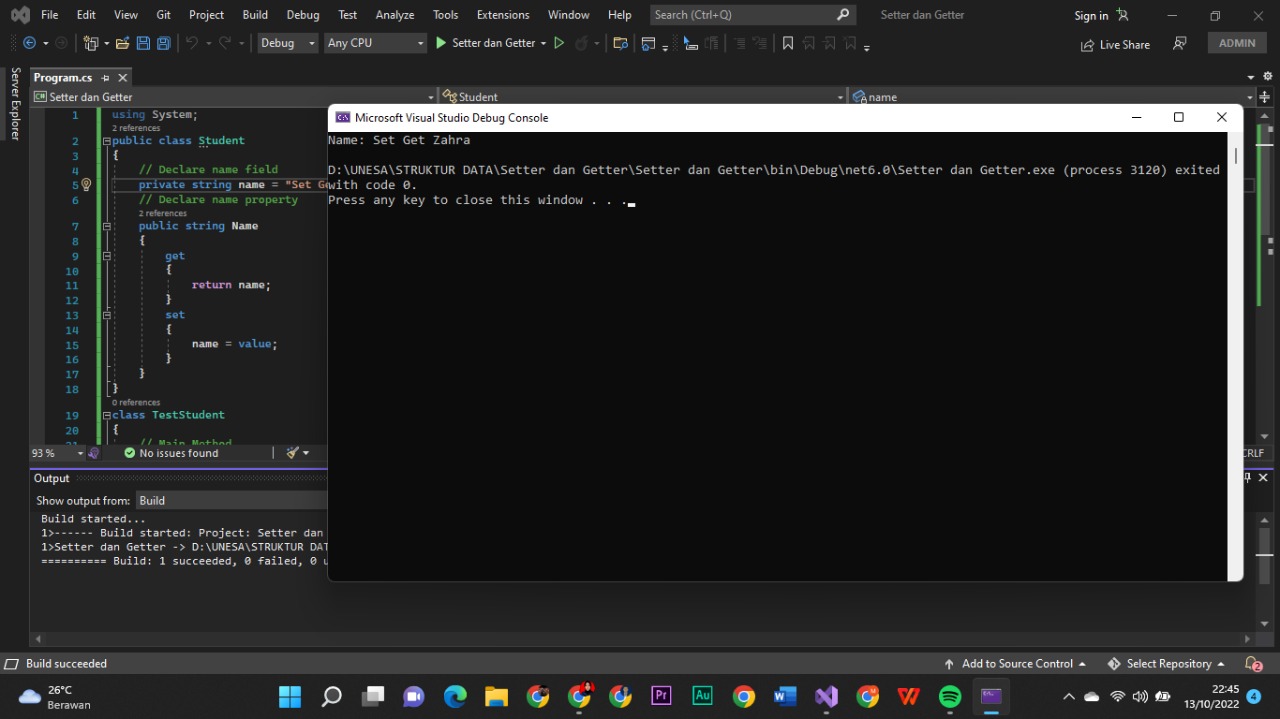 File Edit View Git Project Build Debug Test Analyze Tools Extensions Window Help Search (Ctrl+Q) Setter dan Getter Sign in
Debug Any CPU Setter dan Getter Live Share ADMIN
Server Explorer
Program.cs
Setter dan Getter Student name
Microsoft Visual Studio Debug Console
Name: Set Get Zahra
D:\UNESA\STRUKTUR DATA\Setter dan Getter\Setter dan Getter\bin\Debug\net6.0\Setter dan Getter.exe (process 3120) exited
with code 0.
Press any key to close this window . . .
1 using System;
2 references
2 public class Student
3 {
4 // Declare name field
5 private string name = "Set G
6 // Declare name property
2 references
7 public string Name
8 {
9 get
10 {
11 return name;
12 }
13 set
14 {
15 name = value;
16 }
17 }
18 }
0 references
19 class TestStudent
20 {
21 // Main Method
93 % No issues found CRLF
Output
Show output from: Build
Build started...
1>------ Build started: Project: Setter dan
1>Setter dan Getter -> D:\UNESA\STRUKTUR DAT
========== Build: 1 succeeded, 0 failed, 0 u
Build succeeded Add to Source Control Select Repository 2
26°C
Berawan
Pr Au
22:45
13/10/2022
4